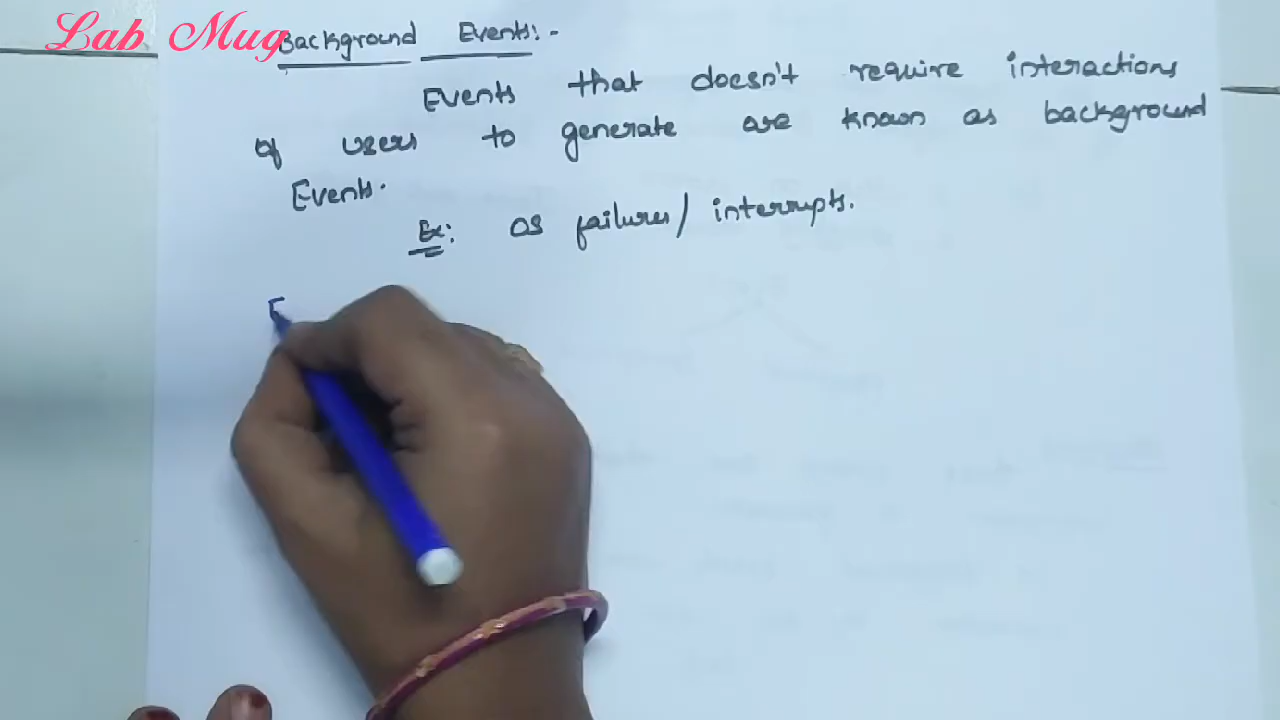 Lab Mug
Background Events:-
Events that doesn't require interactions
of users to generate are known as background
Events.
Ex: OS failures/ interrupts.